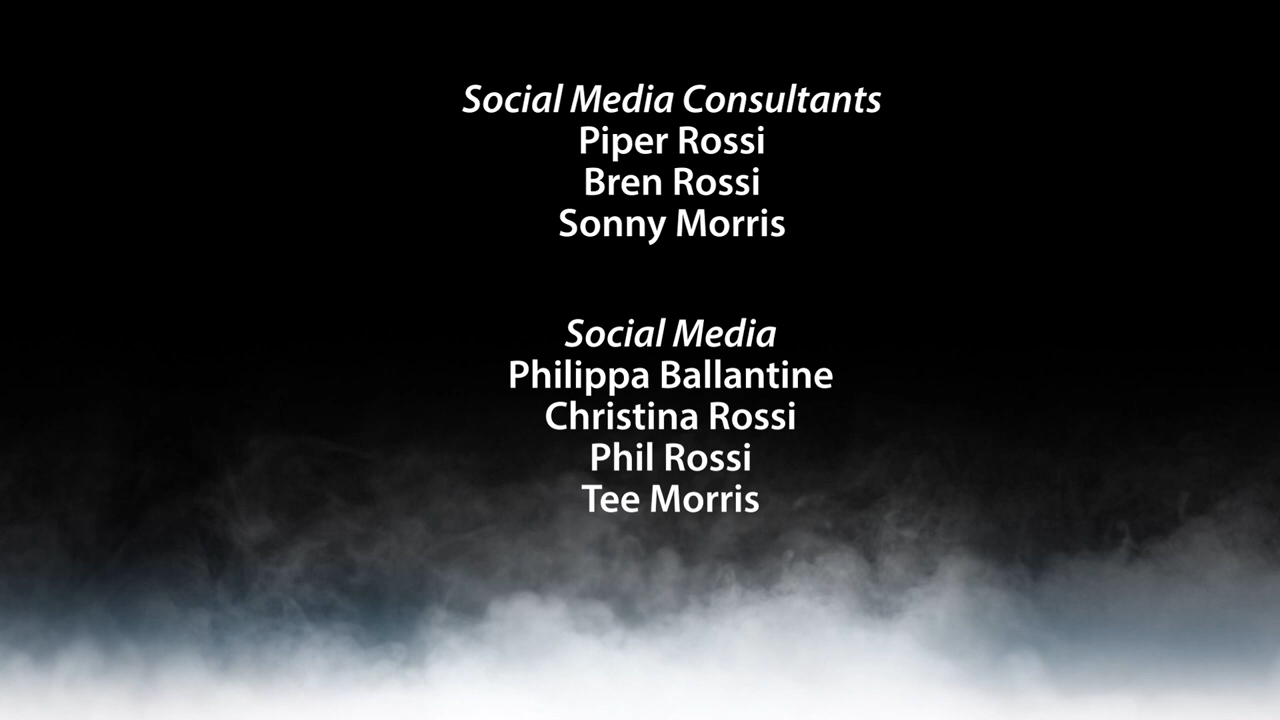 Social Media Consultants
Piper Rossi
Bren Rossi
Sonny Morris
Social Media
Philippa Ballantine
Christina Rossi
Phil Rossi
Tee Morris